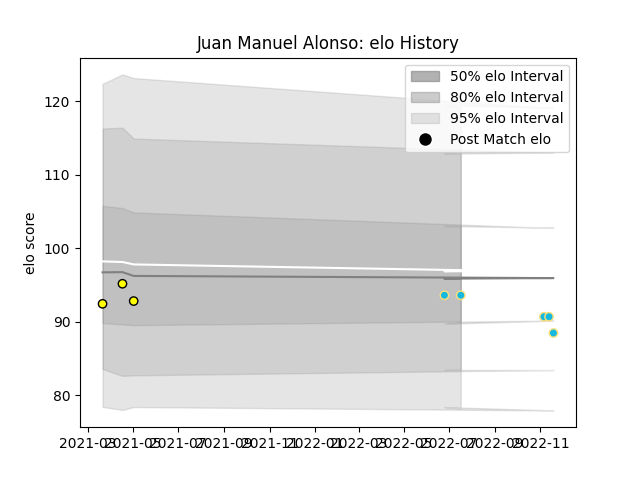 Juan Manuel Alonso: elo History
50% elo Interval
80% elo Interval
95% elo Interval
Post Match elo
elo score
120
110
100
90
80
2021-03 2021-05 2021-07 2021-09 2021-11 2022-01 2022-03 2022-05 2022-07 2022-09 2022-11